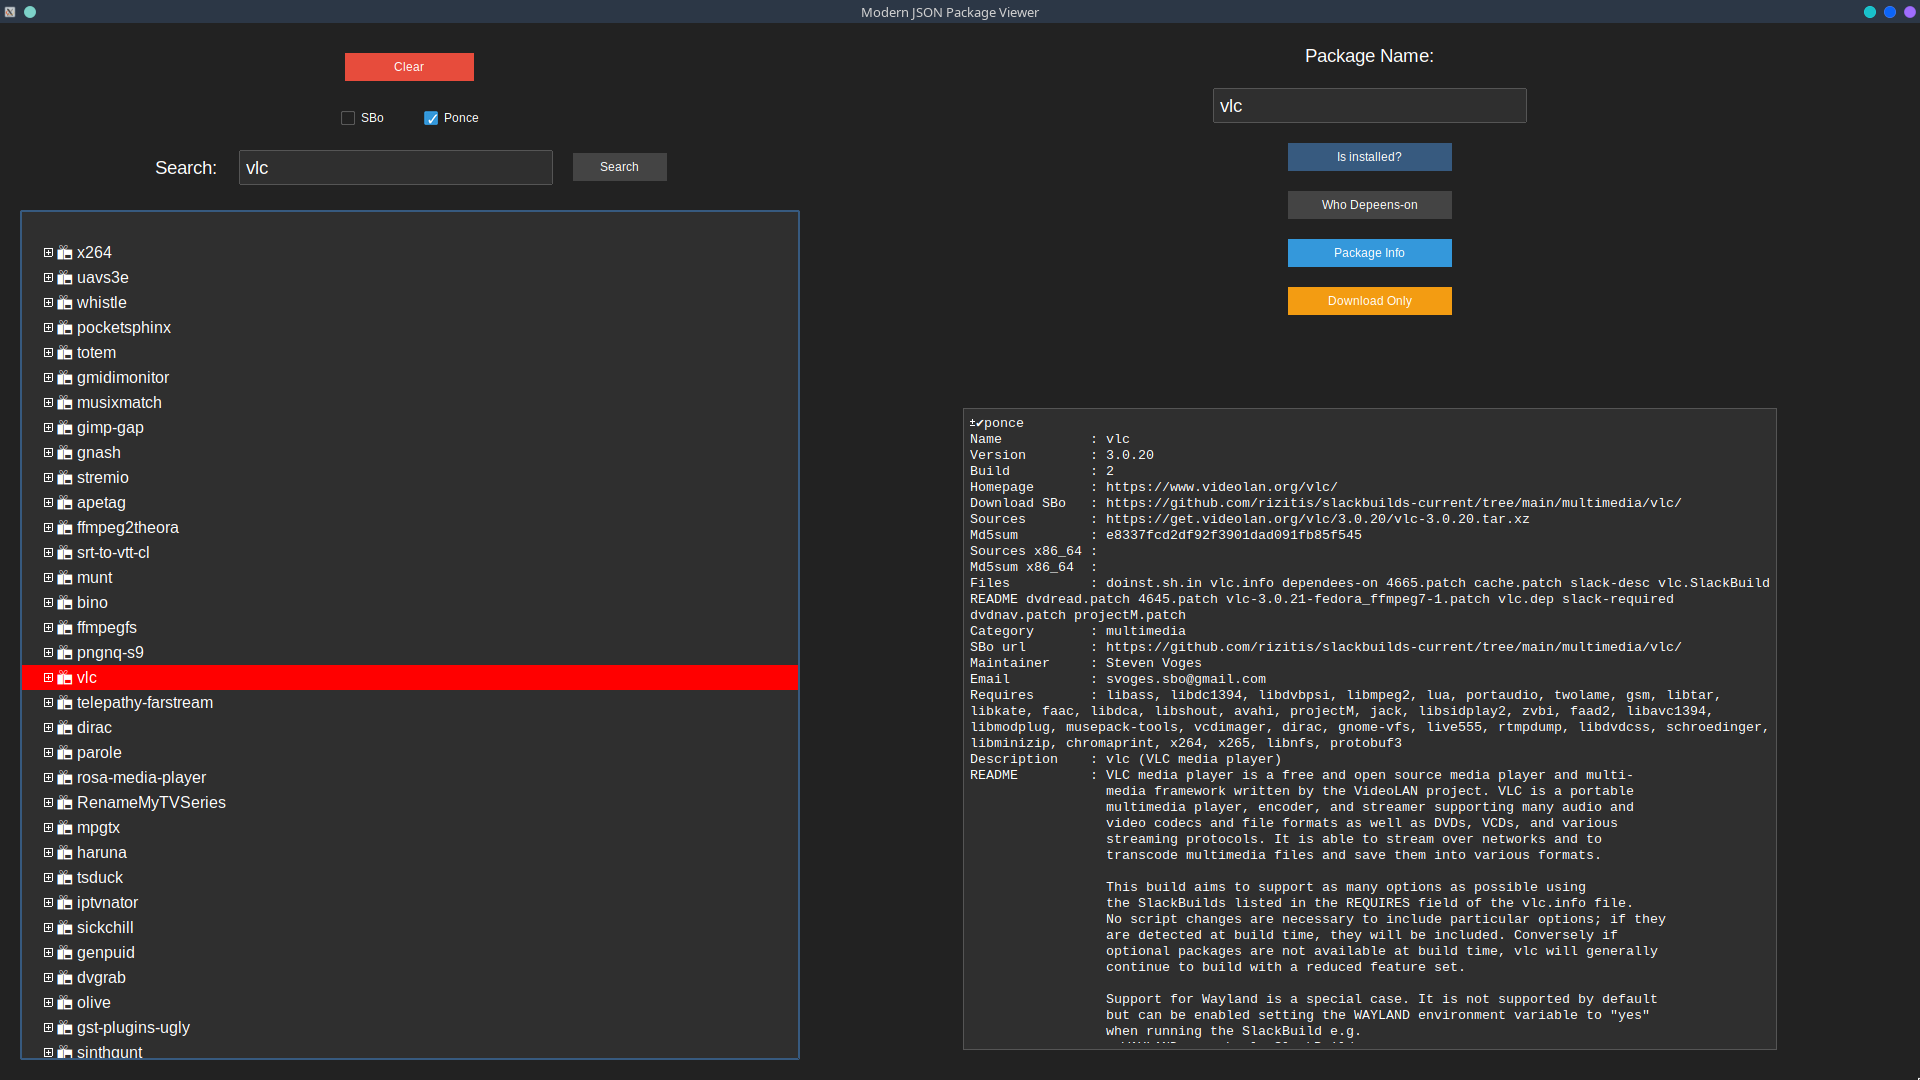 Modern JSON Package Viewer
Clear
SBo
Ponce
Search:
vlc
Search
x264
uavs3e
whistle
pocketsphinx
totem
gmidimonitor
musixmatch
gimp-gap
gnash
stremio
apetag
ffmpeg2theora
srt-to-vtt-cl
munt
bino
ffmpegfs
pngnq-s9
vlc
telepathy-farstream
dirac
parole
rosa-media-player
RenameMyTVSeries
mpgtx
haruna
tsduck
iptvnator
sickchill
genpuid
dvgrab
olive
gst-plugins-ugly
sinthgunt
Package Name:
vlc
Is installed?
Who Depeens-on
Package Info
Download Only
±✔ponce
Name : vlc
Version : 3.0.20
Build : 2
Homepage : https://www.videolan.org/vlc/
Download SBo : https://github.com/rizitis/slackbuilds-current/tree/main/multimedia/vlc/
Sources : https://get.videolan.org/vlc/3.0.20/vlc-3.0.20.tar.xz
Md5sum : e8337fcd2df92f3901dad091fb85f545
Sources x86_64 :
Md5sum x86_64 :
Files : doinst.sh.in vlc.info dependees-on 4665.patch cache.patch slack-desc vlc.SlackBuild
README dvdread.patch 4645.patch vlc-3.0.21-fedora_ffmpeg7-1.patch vlc.dep slack-required
dvdnav.patch projectM.patch
Category : multimedia
SBo url : https://github.com/rizitis/slackbuilds-current/tree/main/multimedia/vlc/
Maintainer : Steven Voges
Email : svoges.sbo@gmail.com
Requires : libass, libdc1394, libdvbpsi, libmpeg2, lua, portaudio, twolame, gsm, libtar,
libkate, faac, libdca, libshout, avahi, projectM, jack, libsidplay2, zvbi, faad2, libavc1394,
libmodplug, musepack-tools, vcdimager, dirac, gnome-vfs, live555, rtmpdump, libdvdcss, schroedinger,
libminizip, chromaprint, x264, x265, libnfs, protobuf3
Description : vlc (VLC media player)
README : VLC media player is a free and open source media player and multi-
media framework written by the VideoLAN project. VLC is a portable
multimedia player, encoder, and streamer supporting many audio and
video codecs and file formats as well as DVDs, VCDs, and various
streaming protocols. It is able to stream over networks and to
transcode multimedia files and save them into various formats.
This build aims to support as many options as possible using
the SlackBuilds listed in the REQUIRES field of the vlc.info file.
No script changes are necessary to include particular options; if they
are detected at build time, they will be included. Conversely if
optional packages are not available at build time, vlc will generally
continue to build with a reduced feature set.
Support for Wayland is a special case. It is not supported by default
but can be enabled setting the WAYLAND environment variable to "yes"
when running the SlackBuild e.g.